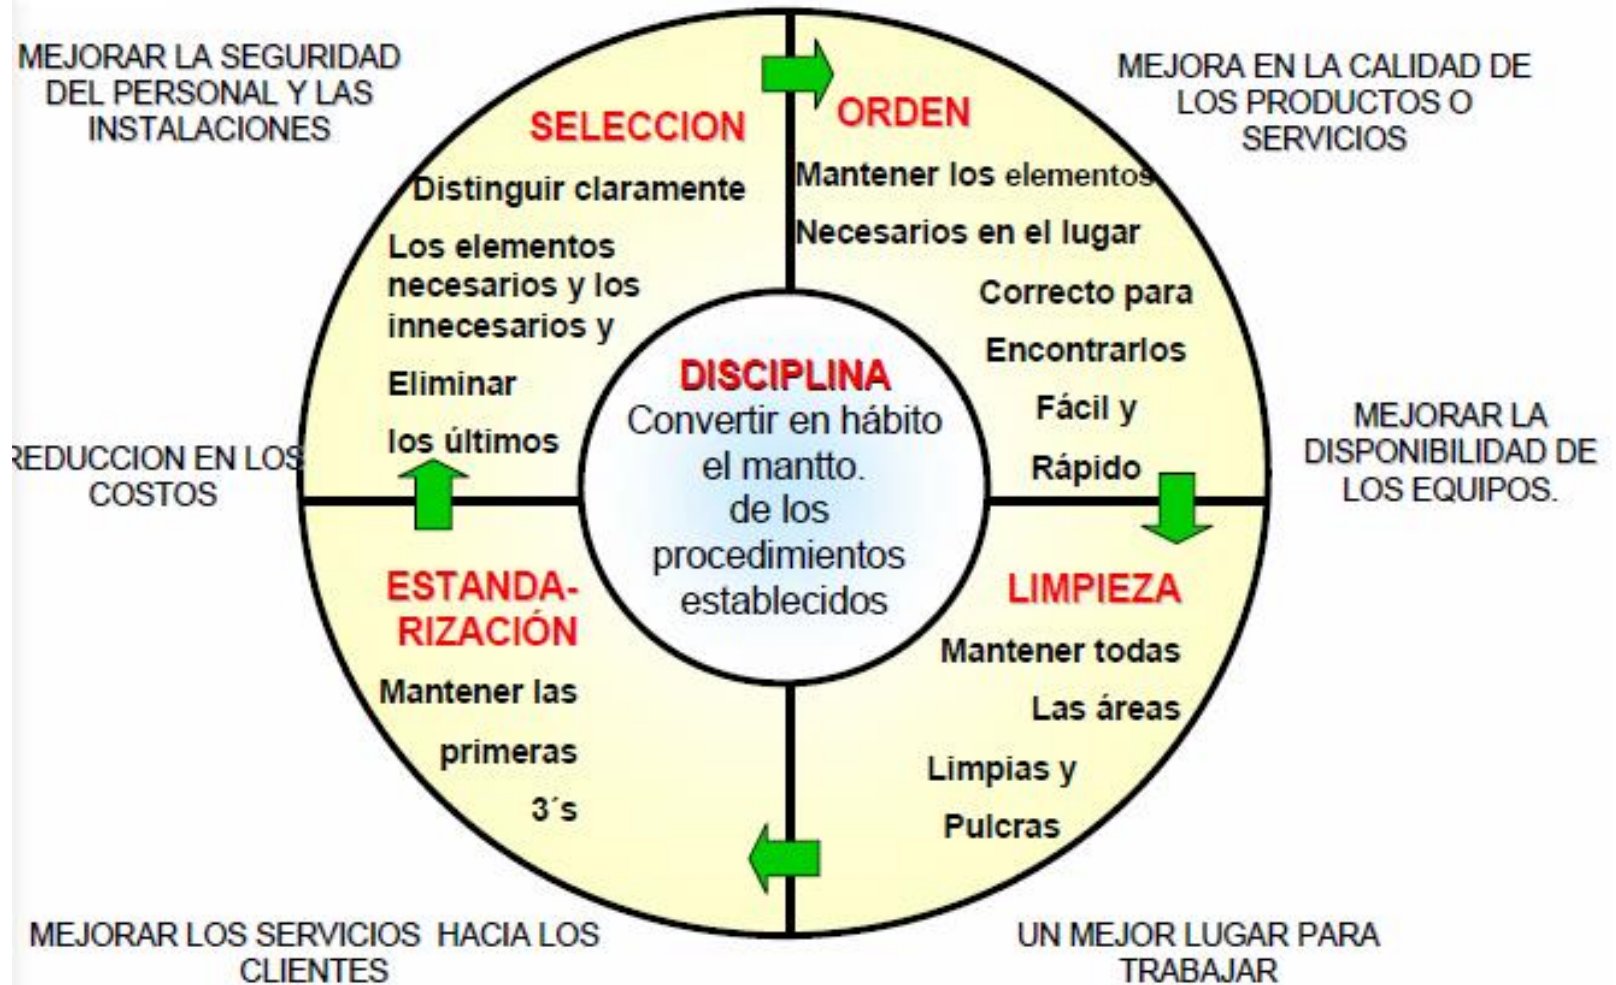 MEJORAR LA SEGURIDAD
DEL PERSONAL Y LAS
INSTALACIONES
SELECCION
Distinguir claramente
Los elementos
necesarios y los
innecesarios y
Eliminar
los últimos
ORDEN
Mantener los elementos
Necesarios en el lugar
Correcto para
Encontrarlos
Fácil y
Rápido
MEJORA EN LA CALIDAD DE
LOS PRODUCTOS O
SERVICIOS
DISCIPLINA
Convertir en hábito
el mantto.
de los
procedimientos
establecidos
REDUCCION EN LOS
COSTOS
MEJORAR LA
DISPONIBILIDAD DE
LOS EQUIPOS.
ESTANDA-
RIZACIÓN
Mantener las
primeras
3´s
LIMPIEZA
Mantener todas
Las áreas
Limpias y
Pulcras
MEJORAR LOS SERVICIOS HACIA LOS
CLIENTES
UN MEJOR LUGAR PARA
TRABAJAR